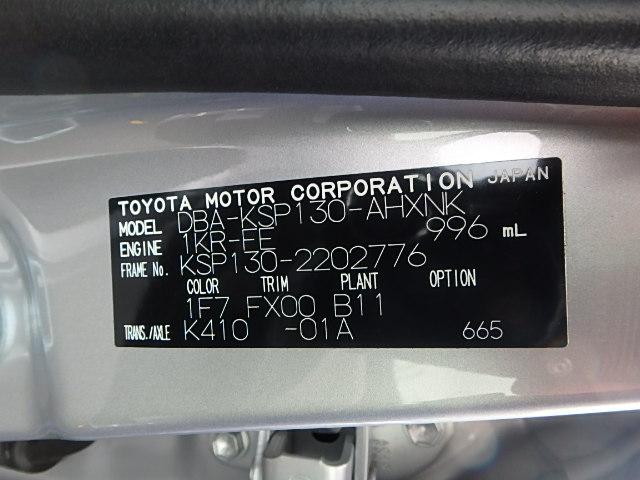 TOYOTA MOTOR CORPORATION JAPAN
MODEL DBA-KSP130-AHXNK
ENGINE 1KR-FE 996 mL
FRAME No. KSP130-2202776
COLOR TRIM PLANT OPTION
1F7 FX00 B11
TRANS./AXLE K410 -01A 665